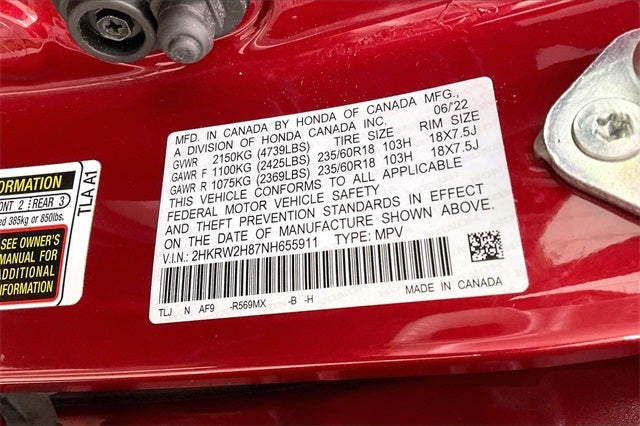 MFD. IN CANADA BY HONDA OF CANADA MFG., 06/22
A DIVISION OF HONDA CANADA INC.
TIRE SIZE RIM SIZE
GVWR 2150KG (4739LBS)
GAWR F 1100KG (2425LBS) 235/60R18 103H 18X7.5J
GAWR R 1075KG (2369LBS) 235/60R18 103H 18X7.5J
THIS VEHICLE CONFORMS TO ALL APPLICABLE
FEDERAL MOTOR VEHICLE SAFETY
AND THEFT PREVENTION STANDARDS IN EFFECT
ON THE DATE OF MANUFACTURE SHOWN ABOVE.
V.I.N: 2HKRW2H87NH655911 TYPE: MPV
TLJ N AF9 -R569MX -B -H MADE IN CANADA
TLA A1
ORMATION
ONT 2 REAR 3
ed 385kg or 850lbs.
SEE OWNER'S
MANUAL FOR
ADDITIONAL
INFORMATION